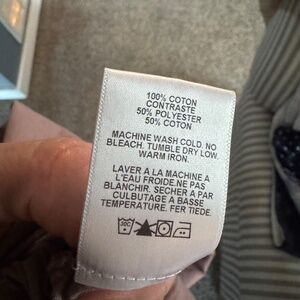 100% COTON
CONTRASTE
50% POLYESTER
50% COTON
MACHINE WASH COLD. NO
BLEACH. TUMBLE DRY LOW.
WARM IRON.
LAVER A LA MACHINE A
L'EAU FROIDE.NE PAS
BLANCHIR. SECHER A PAR
CULBUTAGE A BASSE
TEMPERATURE. FER TIEDE.